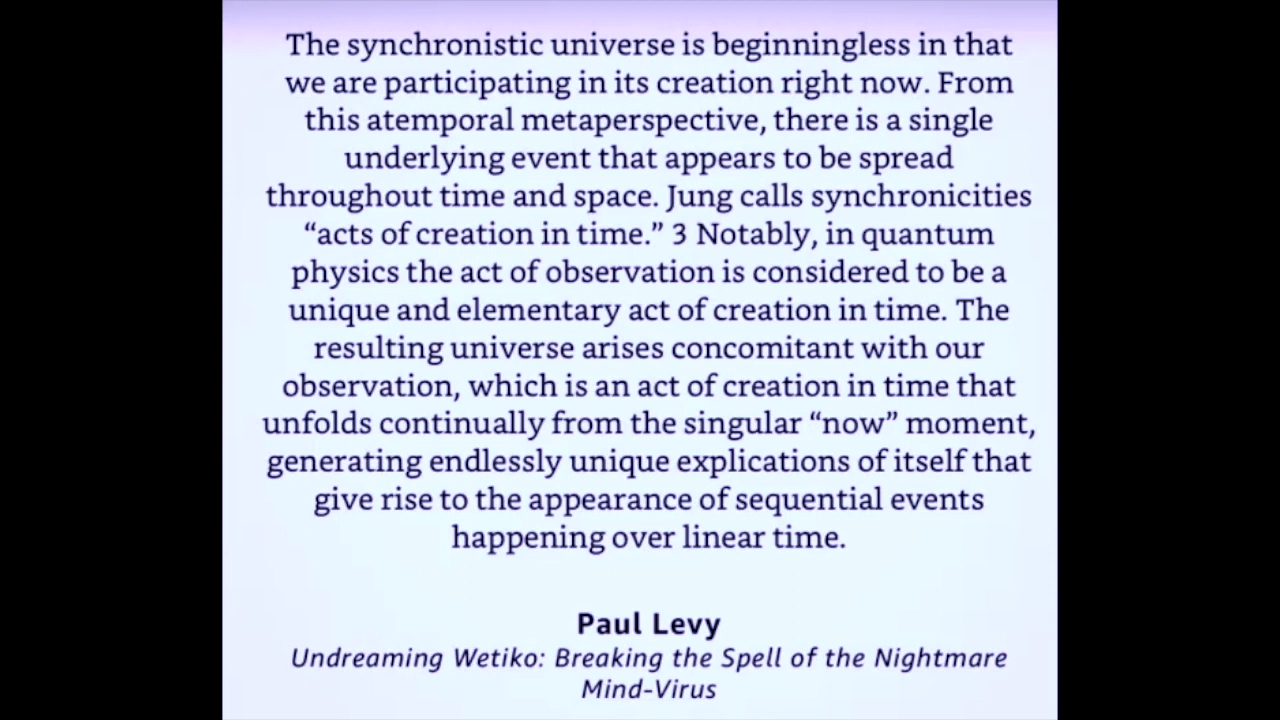 The synchronistic universe is beginningless in that
we are participating in its creation right now. From
this atemporal metaperspective, there is a single
underlying event that appears to be spread
throughout time and space. Jung calls synchronicities
“acts of creation in time.” 3 Notably, in quantum
physics the act of observation is considered to be a
unique and elementary act of creation in time. The
resulting universe arises concomitant with our
observation, which is an act of creation in time that
unfolds continually from the singular “now” moment,
generating endlessly unique explications of itself that
give rise to the appearance of sequential events
happening over linear time.
Paul Levy
Undreaming Wetiko: Breaking the Spell of the Nightmare
Mind-Virus